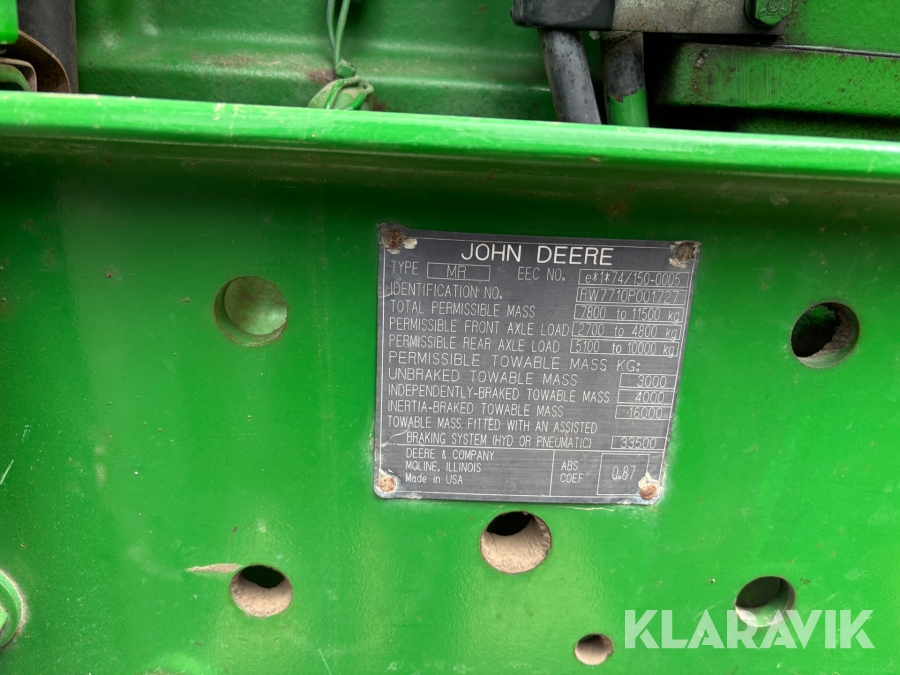 JOHN DEERE
TYPE MR EEC NO. e*1*74/150-0005
IDENTIFICATION NO. RW7710P001727
TOTAL PERMISSIBLE MASS 7800 to 11500 kg
PERMISSIBLE FRONT AXLE LOAD 2700 to 4800 kg
PERMISSIBLE REAR AXLE LOAD 5100 to 10000 kg
PERMISSIBLE TOWABLE MASS KG:
UNBRAKED TOWABLE MASS 3000
INDEPENDENTLY-BRAKED TOWABLE MASS 4000
INERTIA-BRAKED TOWABLE MASS 16000
TOWABLE MASS, FITTED WITH AN ASSISTED
BRAKING SYSTEM (HYD OR PNEUMATIC) 33500
DEERE & COMPANY
MOLINE, ILLINOIS
Made in USA
ABS
COEF 0.87
KLARAVIK